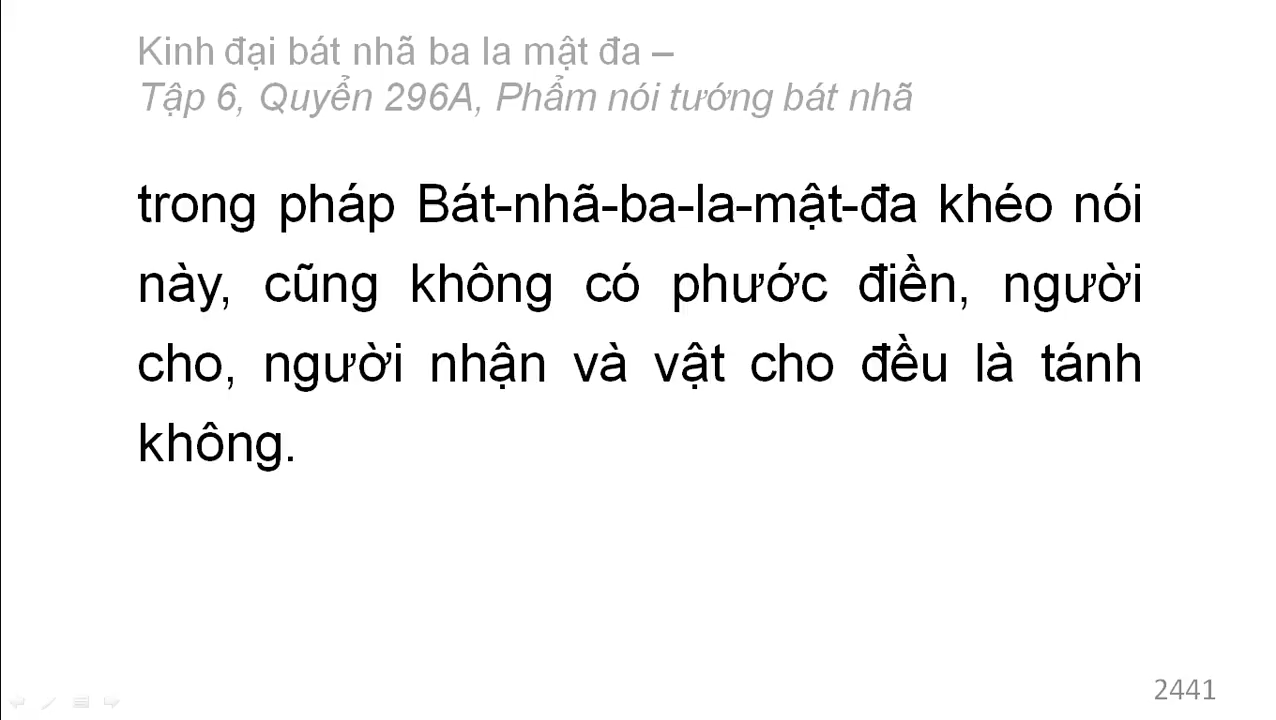 Kinh đại bát nhã ba la mật đa –
Tập 6, Quyển 296A, Phẩm nói tướng bát nhã
trong pháp Bát-nhã-ba-la-mật-đa khéo nói
này, cũng không có phước điền, người
cho, người nhận và vật cho đều là tánh
không.
2441